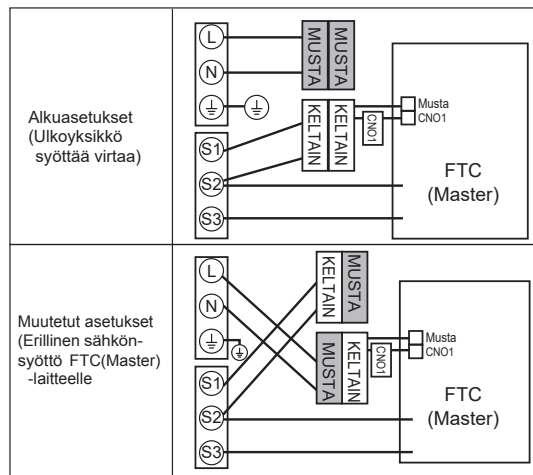 Alkuasetukset
(Ulkoyksikkö
syöttää virtaa)
L
N
S1
S2
S3
MUSTA
MUSTA
KELTAIN
KELTAIN
CNO1
Musta
CNO1
FTC
(Master)
Muutetut asetukset
(Erillinen sähkön-
syöttö FTC(Master)
-laitteelle
L
N
S1
S2
S3
KELTAIN
MUSTA
MUSTA
KELTAIN
CNO1
Musta
CNO1
FTC
(Master)